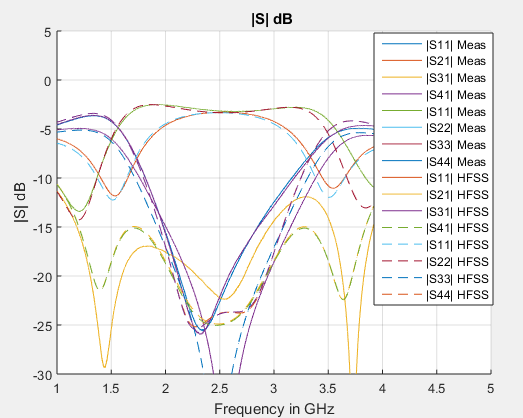 |S| dB
5
0
-5
-10
-15
-20
-25
-30
|S| dB
1
1.5
2
2.5
3
3.5
4
4.5
5
Frequency in GHz
|S11| Meas
|S21| Meas
|S31| Meas
|S41| Meas
|S11| Meas
|S22| Meas
|S33| Meas
|S44| Meas
|S11| HFSS
|S21| HFSS
|S31| HFSS
|S41| HFSS
|S11| HFSS
|S22| HFSS
|S33| HFSS
|S44| HFSS